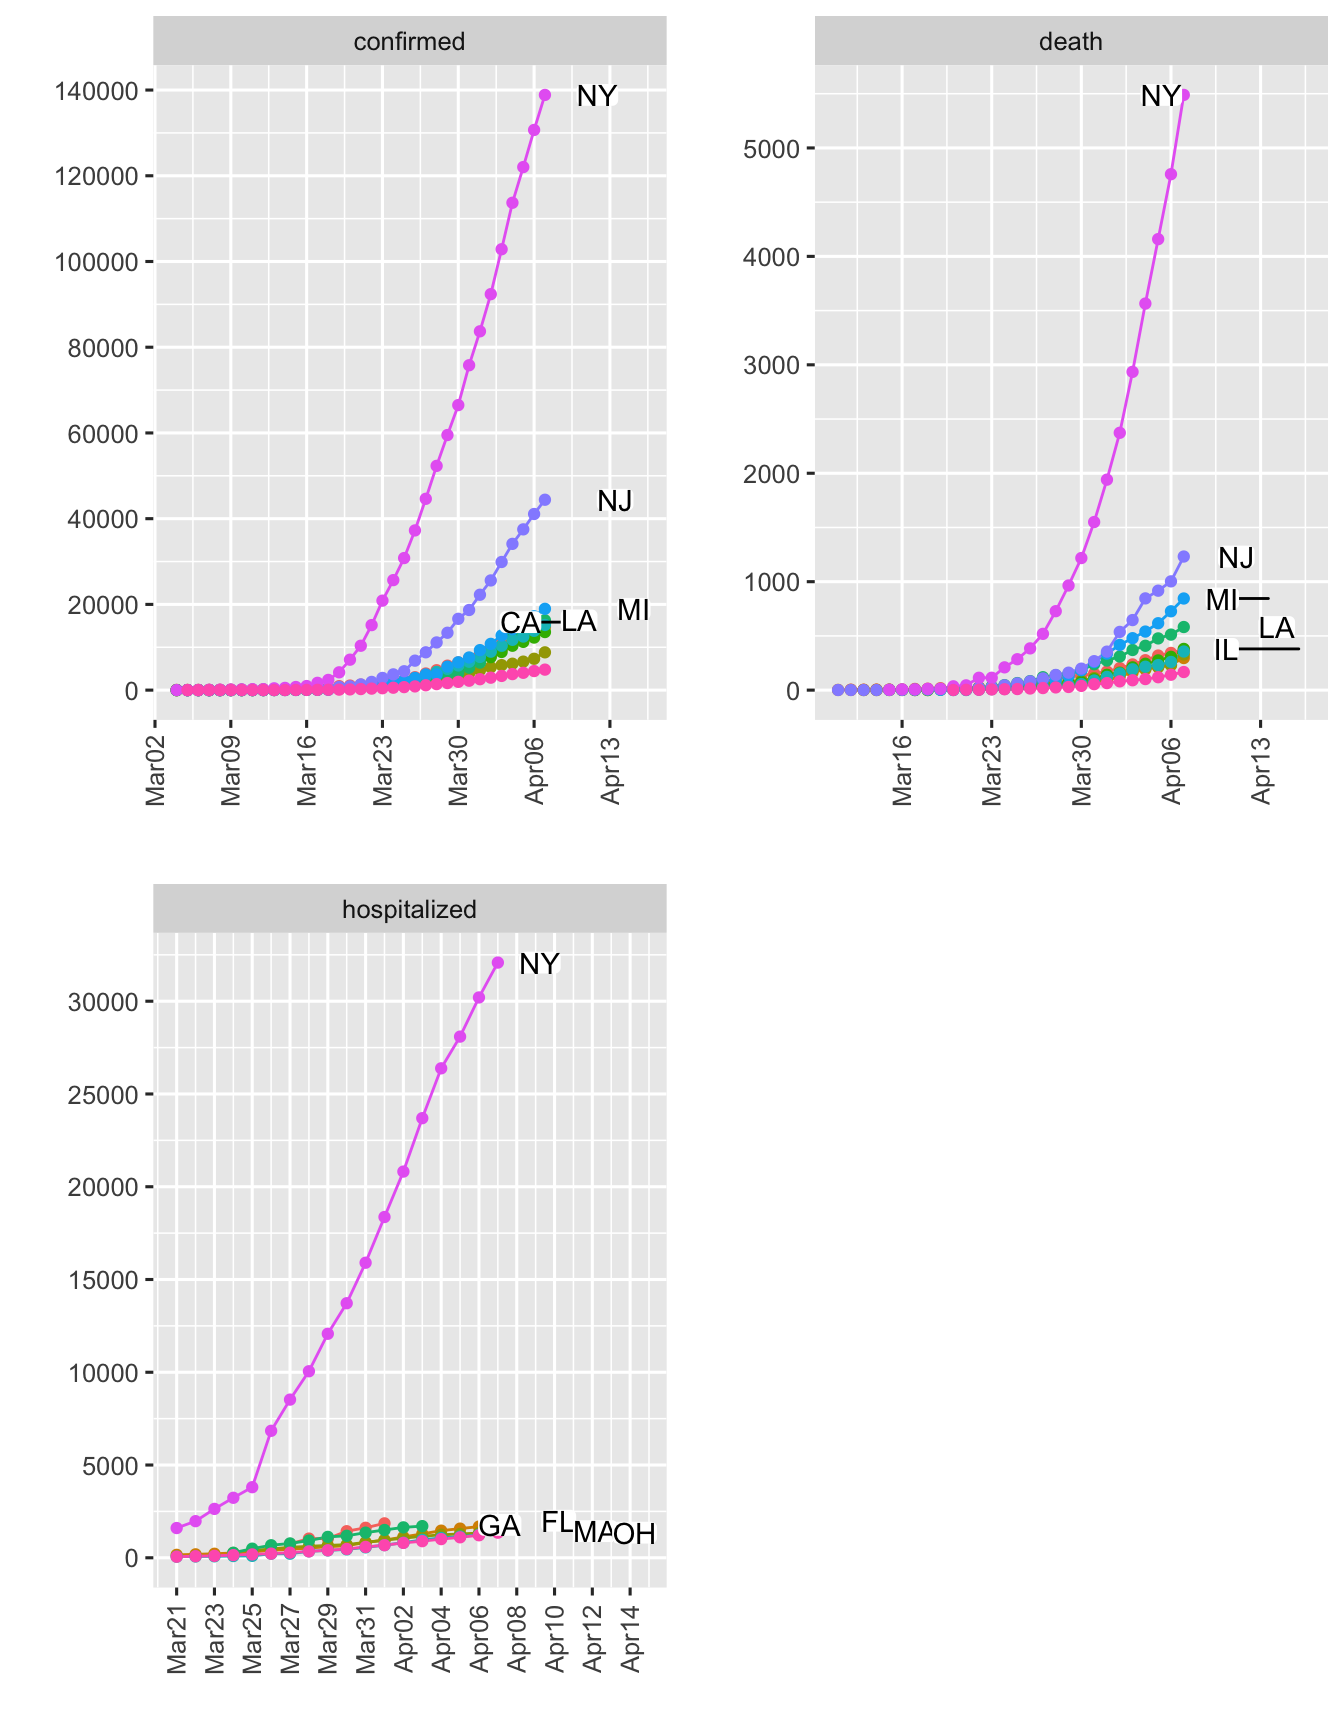 confirmed
140000
120000
100000
80000
60000
40000
20000
0
NY
NJ
MI
CA
LA
Mar02
Mar09
Mar16
Mar23
Mar30
Apr06
Apr13
death
5000
4000
3000
2000
1000
0
NY
NJ
MI
LA
IL
Mar16
Mar23
Mar30
Apr06
Apr13
hospitalized
30000
25000
20000
15000
10000
5000
0
NY
GA
FL
MA
OH
Mar21
Mar23
Mar25
Mar27
Mar29
Mar31
Apr02
Apr04
Apr06
Apr08
Apr10
Apr12
Apr14